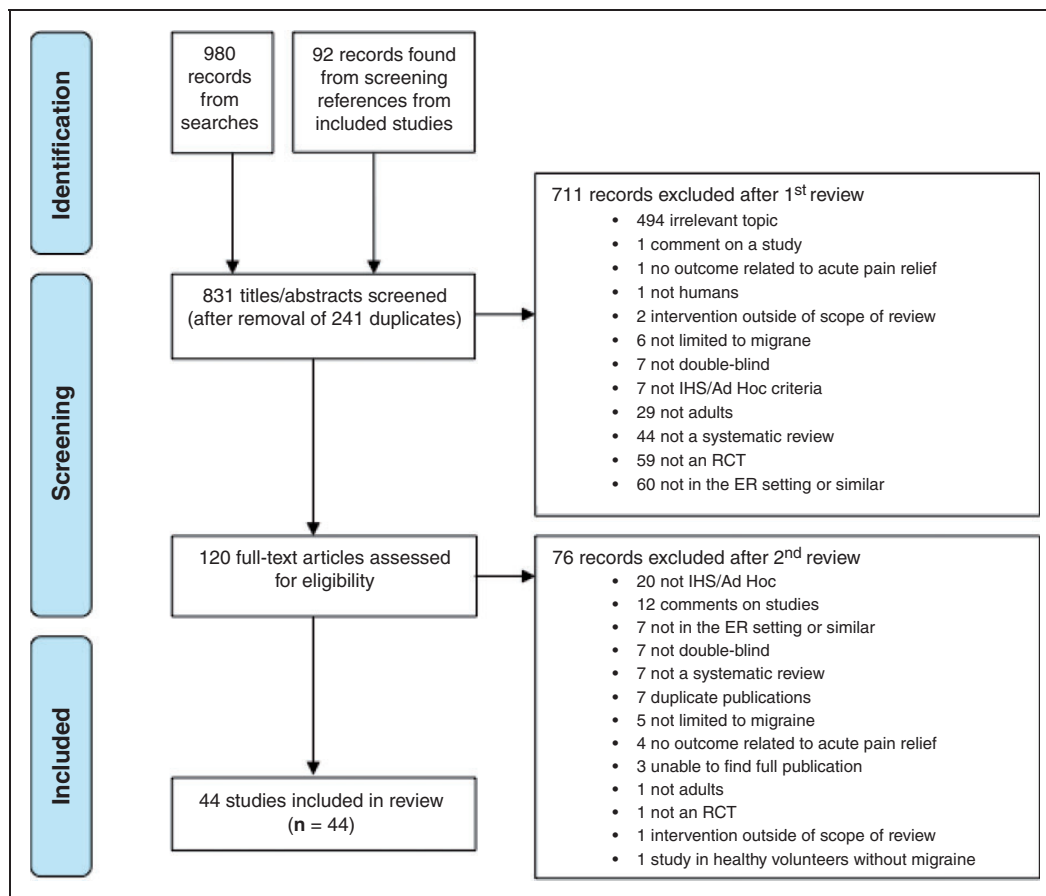 Identification
980
records
from
searches
92 records found
from screening
references from
included studies
711 records excluded after 1st review
• 494 irrelevant topic
• 1 comment on a study
• 1 no outcome related to acute pain relief
• 1 not humans
• 2 intervention outside of scope of review
• 6 not limited to migrane
• 7 not double-blind
• 7 not IHS/Ad Hoc criteria
• 29 not adults
• 44 not a systematic review
• 59 not an RCT
• 60 not in the ER setting or similar
Screening
831 titles/abstracts screened
(after removal of 241 duplicates)
120 full-text articles assessed
for eligibility
76 records excluded after 2nd review
• 20 not IHS/Ad Hoc
• 12 comments on studies
• 7 not in the ER setting or similar
• 7 not double-blind
• 7 not a systematic review
• 7 duplicate publications
• 5 not limited to migraine
• 4 no outcome related to acute pain relief
• 3 unable to find full publication
• 1 not adults
• 1 not an RCT
• 1 intervention outside of scope of review
• 1 study in healthy volunteers without migraine
Included
44 studies included in review
(n = 44)